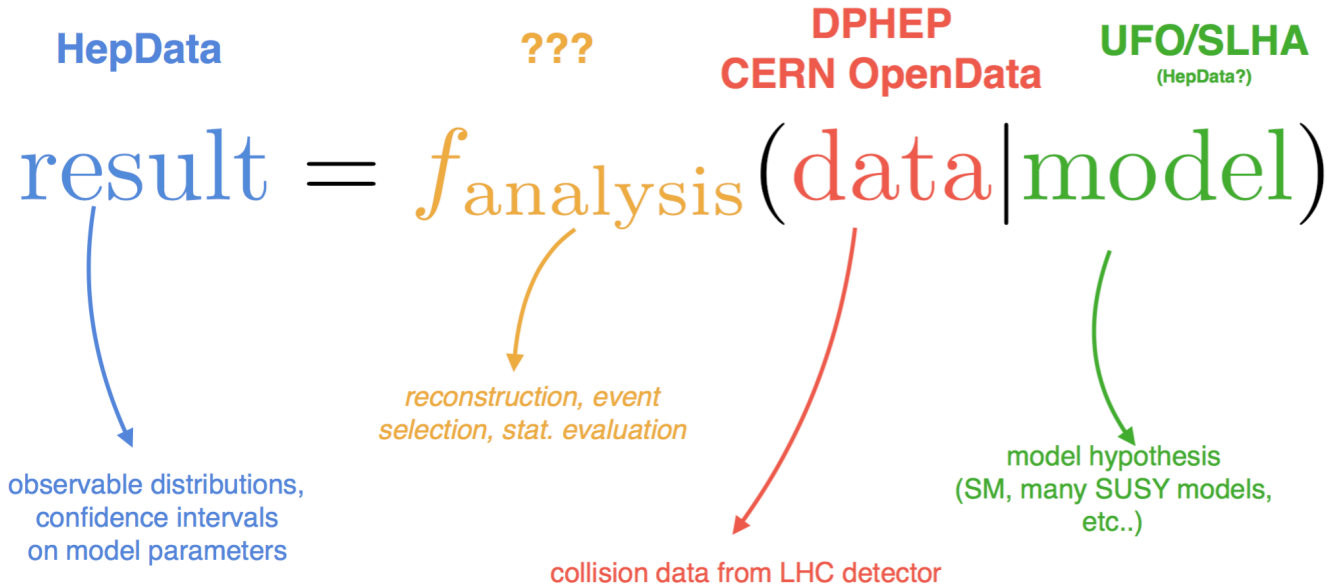 HepData
???
DPHEP
CERN OpenData
UFO/SLHA
(HepData?)
result = f_analysis(data|model)
reconstruction, event
selection, stat. evaluation
observable distributions,
confidence intervals
on model parameters
model hypothesis
(SM, many SUSY models,
etc..)
collision data from LHC detector